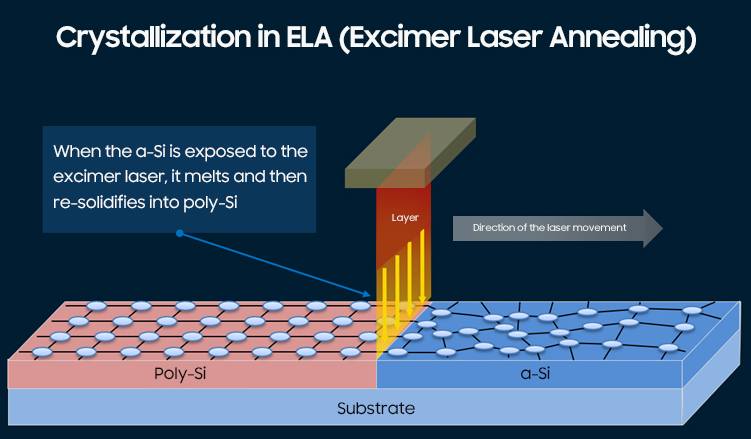 Crystallization in ELA (Excimer Laser Annealing)
When the a-Si is exposed to the
excimer laser, it melts and then
re-solidifies into poly-Si
Layer
Direction of the laser movement
Poly-Si
a-Si
Substrate